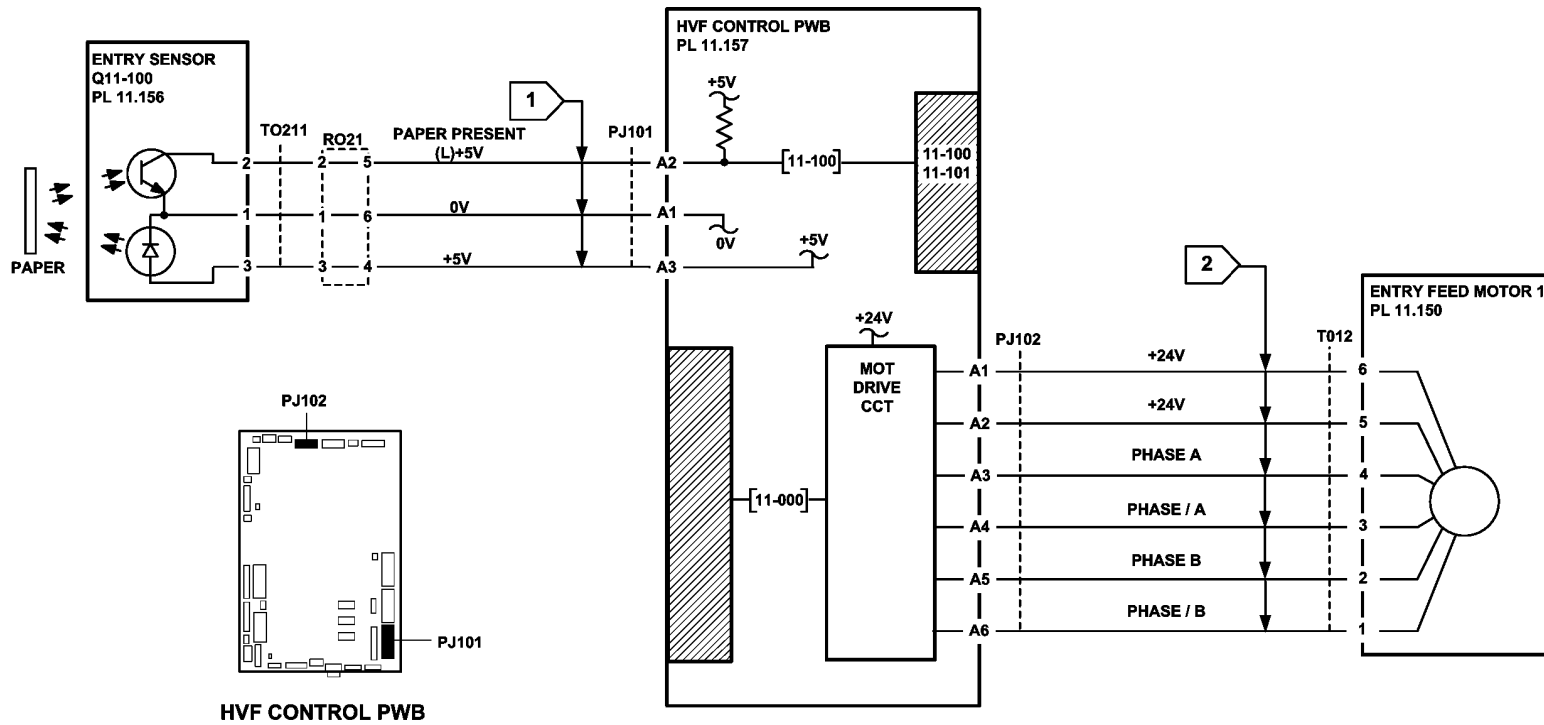 HVF CONTROL PWB
PL 11.157
ENTRY SENSOR
Q11-100
PL 11.156
1
+5V
TO211
RO21
PAPER PRESENT
(L)+5V
PJ101
2
2
5
A2
[11-100]
11-100
11-101
1
1
6
0V
A1
0V
+5V
PAPER
3
3
4
+5V
A3
2
ENTRY FEED MOTOR 1
PL 11.150
+24V
PJ102
T012
MOT
DRIVE
CCT
A1
+24V
6
A2
+24V
5
A3
PHASE A
4
[11-000]
A4
PHASE / A
3
A5
PHASE B
2
A6
PHASE / B
1
PJ102
PJ101
HVF CONTROL PWB